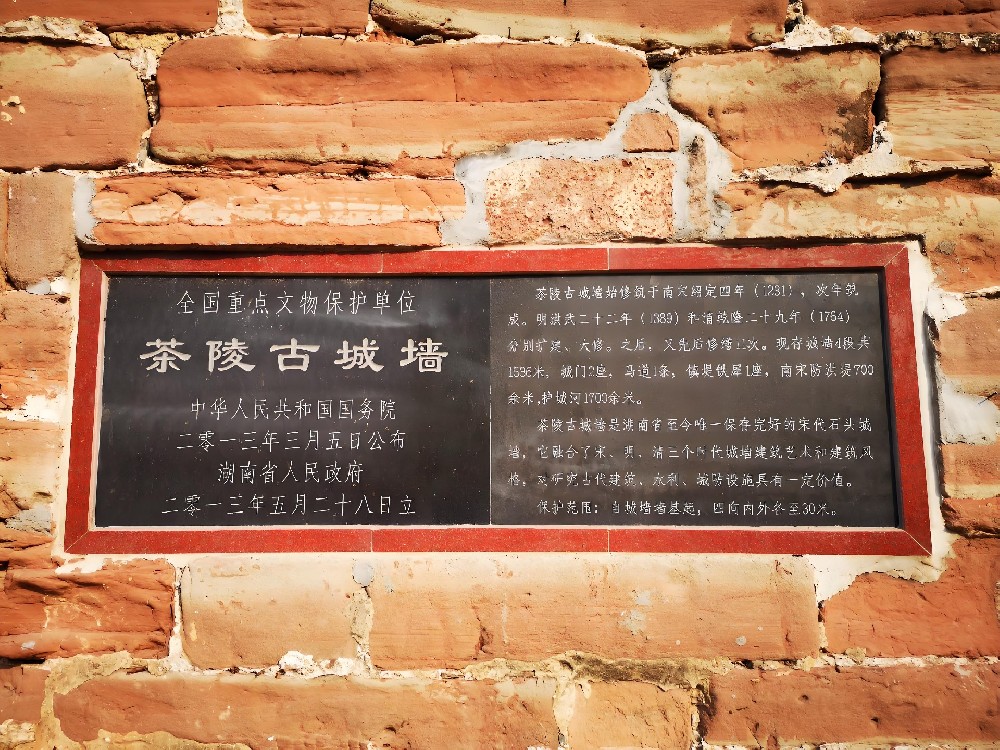 全国重点文物保护单位
茶陵古城墙
中华人民共和国国务院
二零一三年三月五日公布
湖南省人民政府
二零一三年五月二十八日立
茶陵古城墙始修筑于南宋绍定四年（1231），次年筑
成。明洪武二十二年（1389）和清乾隆二十九年（1764）
分别扩建、大修。之后，又先后修缮三次。现存城墙4段共
1596米，城门2座，马道1条，镇堤铁犀1座，南宋防洪堤700
余米,护城河1700余米。
茶陵古城墙是湖南省至今唯一保存完好的宋代石头城
墙，它融合了宋、明、清三个时代城墙建筑艺术和建筑风
格，对研究古代建筑、水利、城防设施具有一定价值。
保护范围：自城墙墙基起，四向内外各至30米。